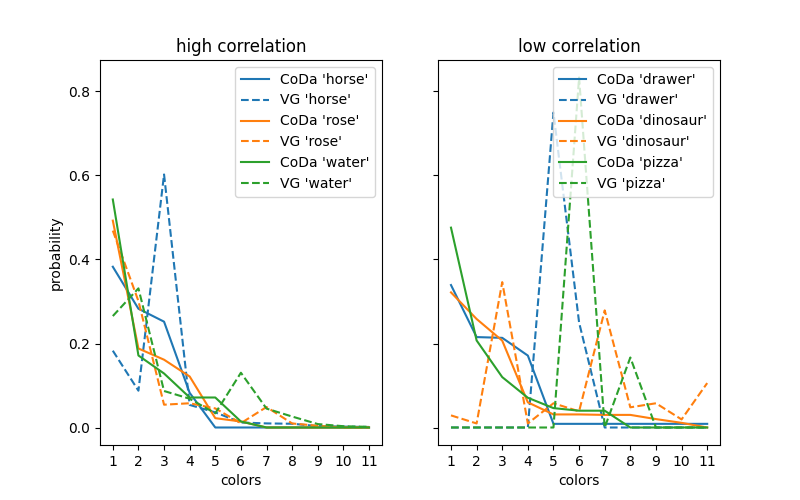 high correlation
low correlation
CoDa 'horse'
VG 'horse'
CoDa 'rose'
VG 'rose'
CoDa 'water'
VG 'water'
CoDa 'drawer'
VG 'drawer'
CoDa 'dinosaur'
VG 'dinosaur'
CoDa 'pizza'
VG 'pizza'
probability
0.8
0.6
0.4
0.2
0.0
1 2 3 4 5 6 7 8 9 10 11
1 2 3 4 5 6 7 8 9 10 11
colors
colors